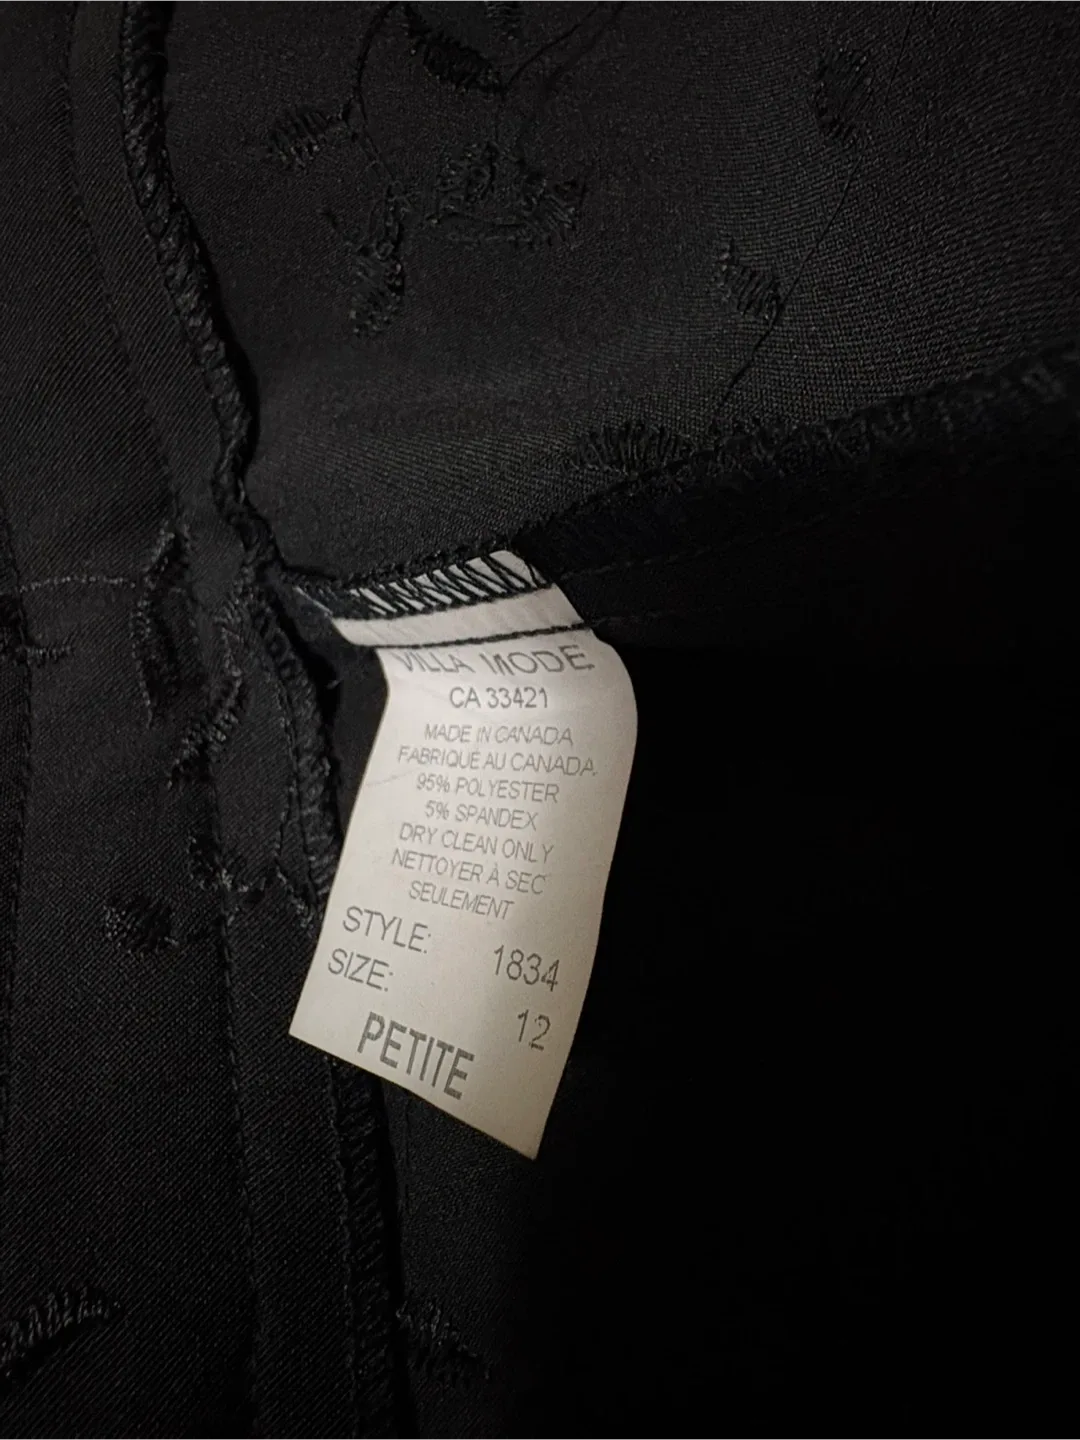 VILLA MODE
CA 33421
MADE IN CANADA
FABRIQUE AU CANADA
95% POLYESTER
5% SPANDEX
DRY CLEAN ONLY
NETTOYER À SEC
SEULEMENT
STYLE: 1834
SIZE: 12
PETITE